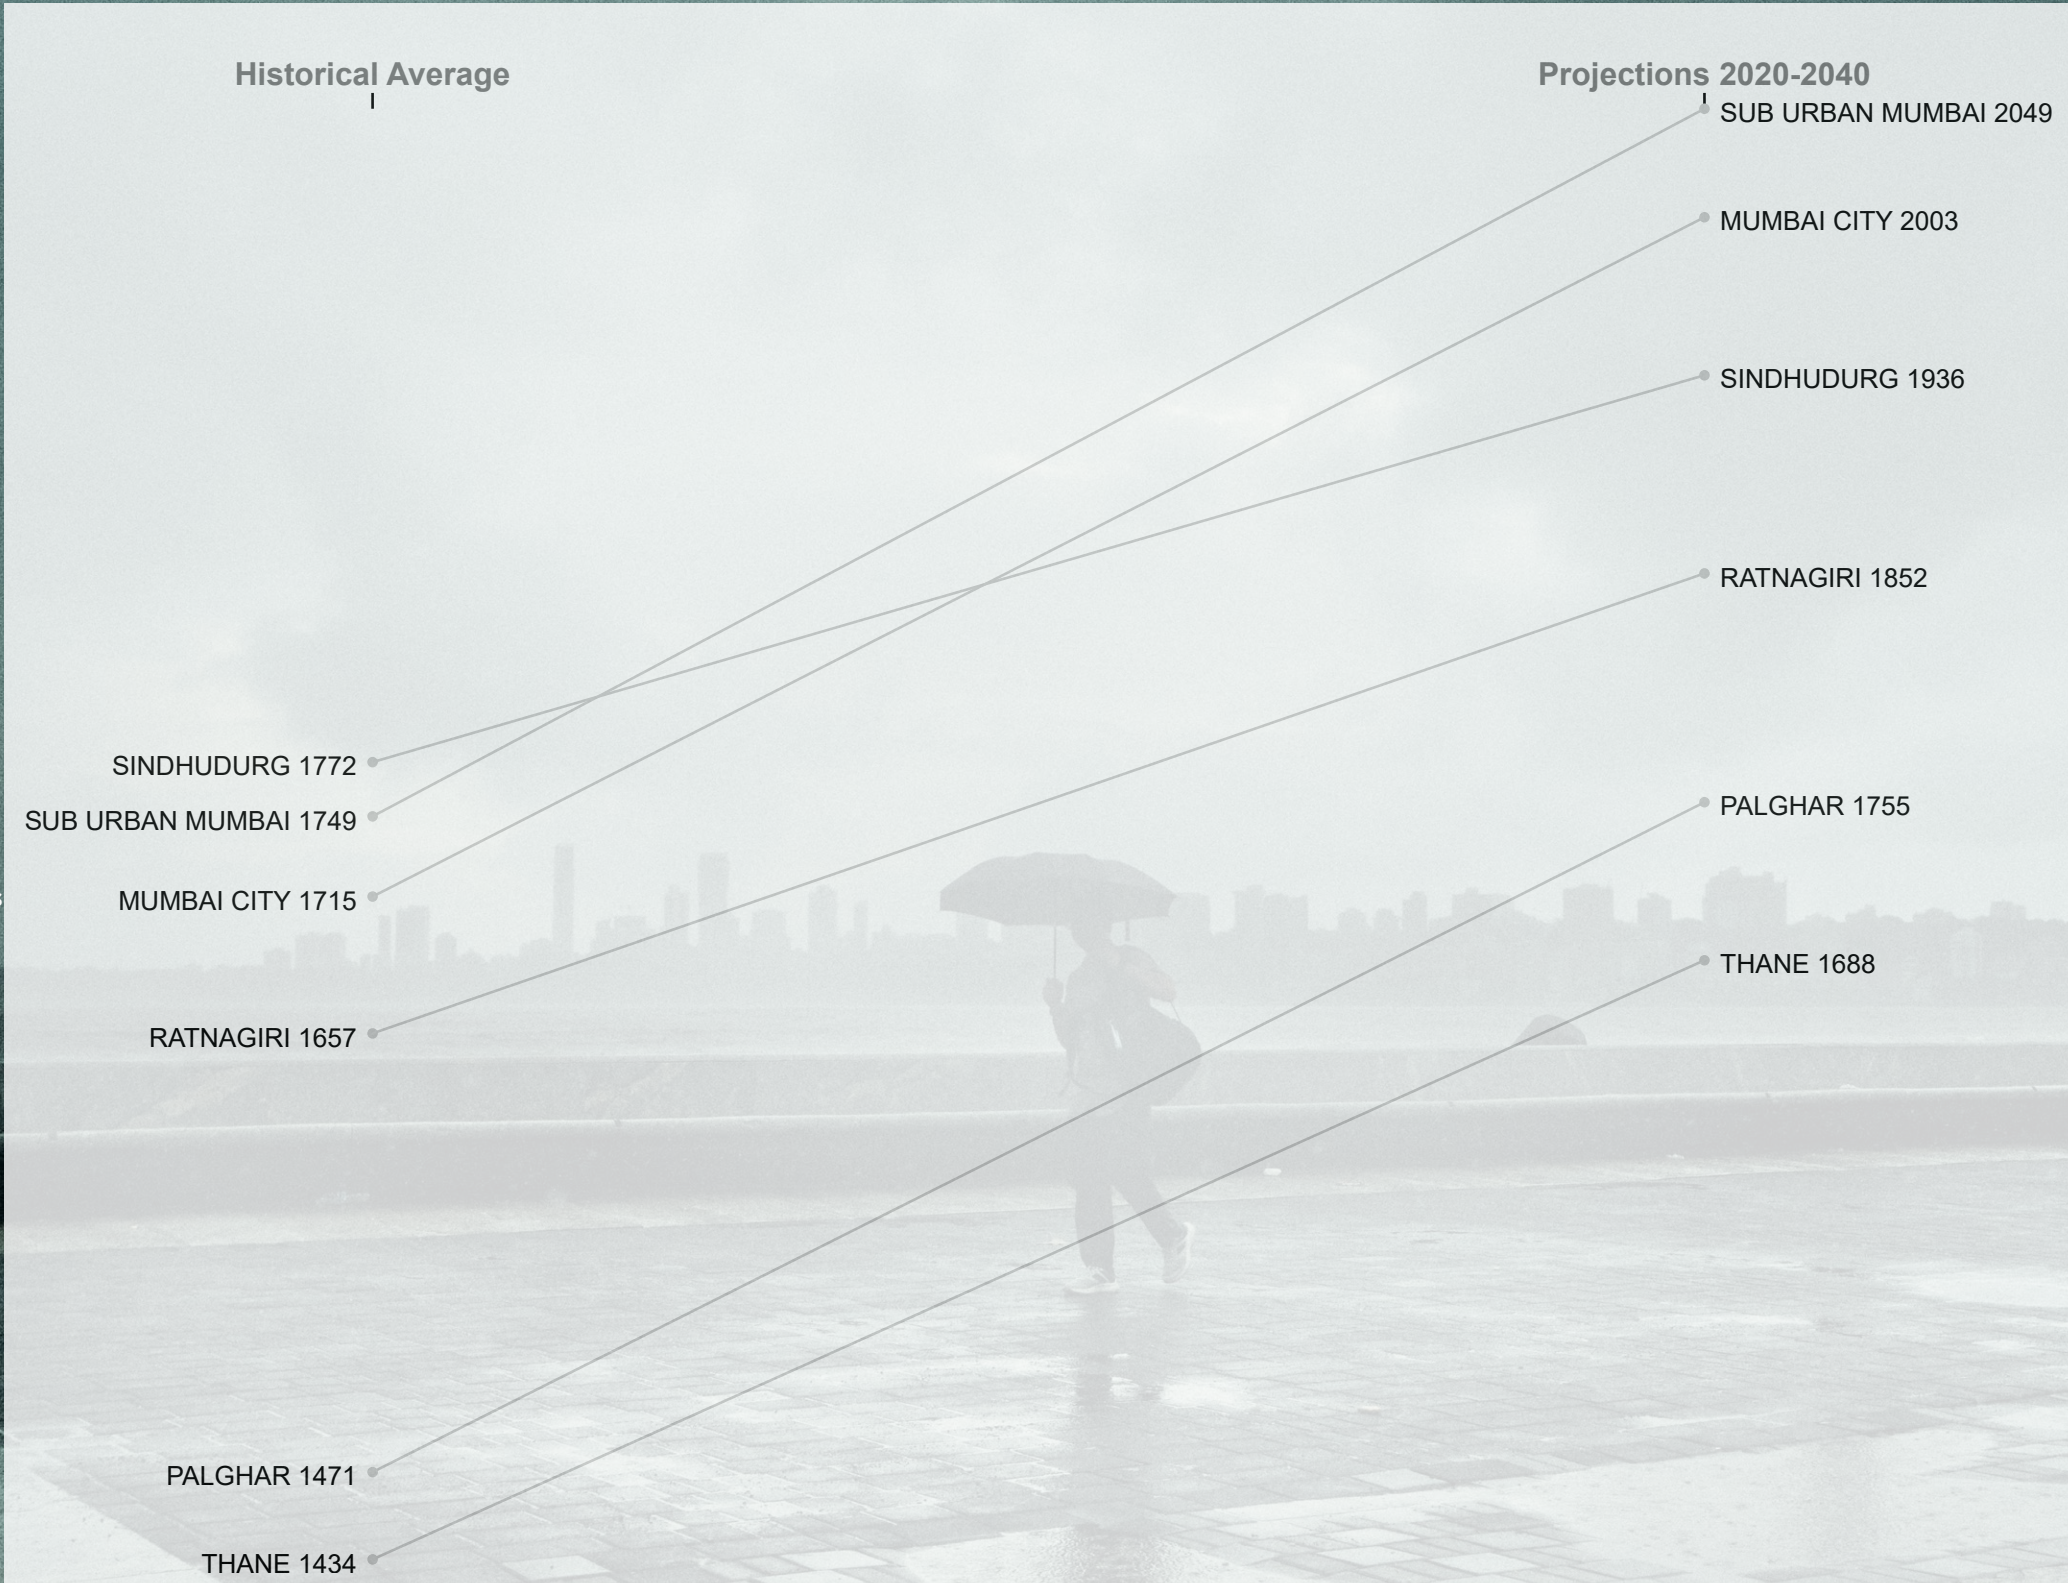 Historical Average
Projections 2020-2040
SUB URBAN MUMBAI 2049
MUMBAI CITY 2003
SINDHUDURG 1936
RATNAGIRI 1852
SINDHUDURG 1772
PALGHAR 1755
SUB URBAN MUMBAI 1749
MUMBAI CITY 1715
THANE 1688
RATNAGIRI 1657
PALGHAR 1471
THANE 1434